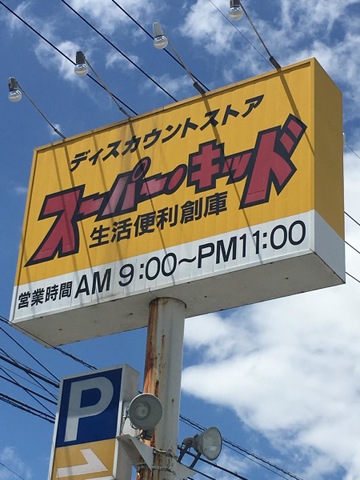 ディスカウントストア
スーパー・キッド
生活便利創庫
営業時間 AM 9:00~PM11:00
P